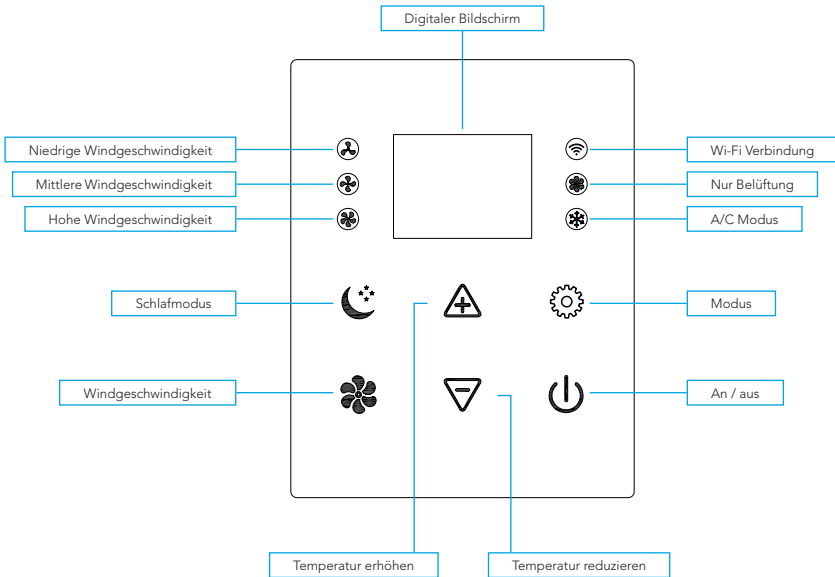 Digitaler Bildschirm
Niedrige Windgeschwindigkeit
Wi-Fi Verbindung
Mittlere Windgeschwindigkeit
Nur Belüftung
Hohe Windgeschwindigkeit
A/C Modus
Schlafmodus
Modus
Windgeschwindigkeit
An / aus
Temperatur erhöhen
Temperatur reduzieren